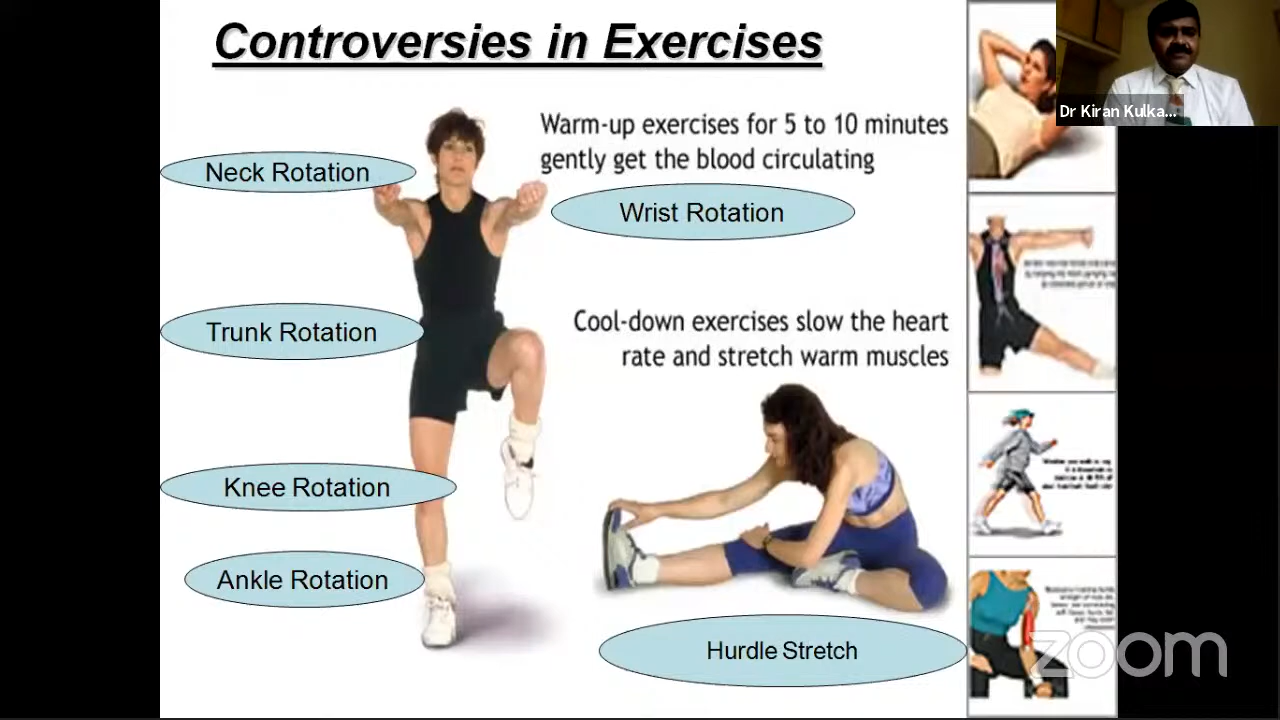 Controversies in Exercises
Dr Kiran Kulka...
Warm-up exercises for 5 to 10 minutes
gently get the blood circulating
Neck Rotation
Wrist Rotation
Trunk Rotation
Cool-down exercises slow the heart
rate and stretch warm muscles
Knee Rotation
Ankle Rotation
Hurdle Stretch
zoom